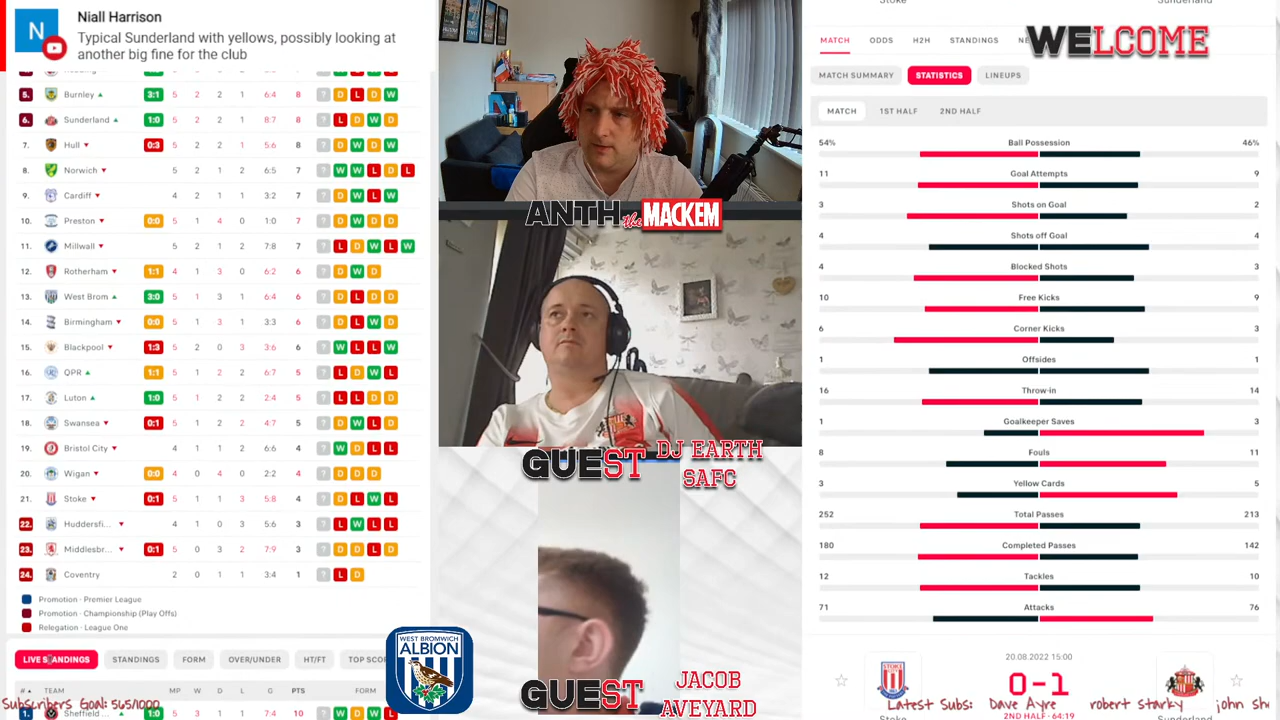 Niall Harrison
Typical Sunderland with yellows, possibly looking at
another big fine for the club
5. Burnley 3:1 5 2 2 1 6:4 8 ? D L D W
6. Sunderland 1:0 5 2 2 1 8:7 8 ? L D W D
7. Hull 0:3 5 2 2 1 5:6 8 ? D W D W
8. Norwich 5 2 1 2 6:5 7 ? W W L D L
9. Cardiff 4 2 1 1 3:2 7 ? D W L W
10. Preston 0:0 5 1 4 0 1:0 7 ? D W D D
11. Millwall 5 2 1 2 7:8 7 ? L D W L W
12. Rotherham 1:1 4 1 3 0 6:2 6 ? D W D
13. West Brom 3:0 5 1 3 1 6:4 6 ? D L D D
14. Birmingham 0:0 5 1 3 1 3:3 6 ? D L W D
15. Blackpool 1:3 5 2 0 3 3:6 6 ? W L L W
16. QPR 1:1 5 1 2 2 6:7 5 ? L D W L
17. Luton 1:0 5 1 2 2 2:4 5 ? L L D D
18. Swansea 0:1 5 1 2 2 4:7 5 ? D W L D
19. Bristol City 4 1 1 2 6:6 4 ? W D L L
20. Wigan 0:0 4 0 4 0 2:2 4 ? D D D
21. Stoke 0:1 5 1 1 3 5:8 4 ? D L W L
22. Huddersfi... 4 1 0 3 5:6 3 ? L W L L
23. Middlesbr... 0:1 5 0 3 2 7:9 3 ? D D L D
24. Coventry 2 0 1 1 3:4 1 ? L D
Promotion - Premier League
Promotion - Championship (Play Offs)
Relegation - League One
LIVE STANDINGS STANDINGS FORM OVER/UNDER HT/FT TOP SCO
# TEAM MP W D L G PTS FORM
1. Sheffield 1:0 5 3 1 1 7:4 10 ? W D W L
Subscribers Goal: 565/1000
ANTH the MACKEM
GUEST DJ EARTH
SAFC
WEST BROMWICH
ALBION
GUEST JACOB
AVEYARD
Stoke Sunderland
WELCOME
MATCH ODDS H2H STANDINGS NE
MATCH SUMMARY STATISTICS LINEUPS
MATCH 1ST HALF 2ND HALF
54% Ball Possession 46%
11 Goal Attempts 9
3 Shots on Goal 2
4 Shots off Goal 4
4 Blocked Shots 3
10 Free Kicks 9
6 Corner Kicks 3
1 Offsides 1
16 Throw-in 14
1 Goalkeeper Saves 3
8 Fouls 11
3 Yellow Cards 5
252 Total Passes 213
180 Completed Passes 142
12 Tackles 10
71 Attacks 76
20.08.2022 15:00
STOKE
CITY
0-1
2ND HALF - 64:19
Stoke Sunderland
Latest Subs: Dave Ayre robert starky john sh